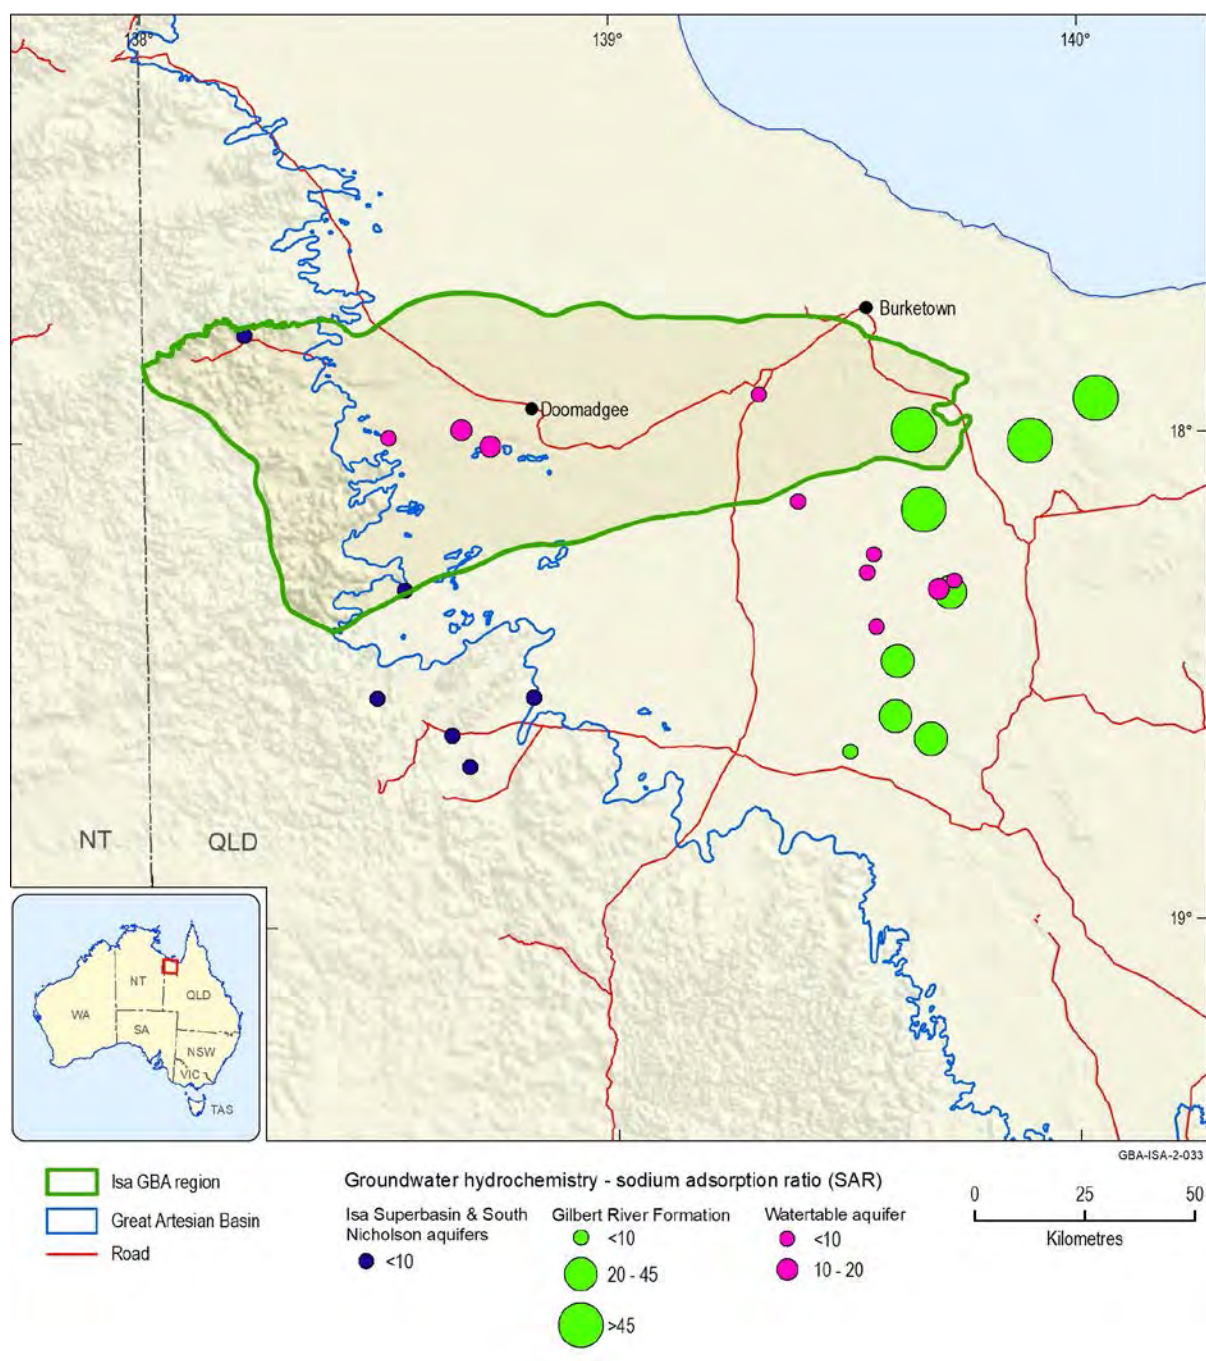 138°
139°
140°
Burketown
Doomadgee
18°
NT
QLD
19°
NT
QLD
WA
SA
NSW
VIC
TAS
GBA-ISA-2-033
Isa GBA region
Great Artesian Basin
Road
Groundwater hydrochemistry - sodium adsorption ratio (SAR)
Isa Superbasin & South
Nicholson aquifers
<10
Gilbert River Formation
<10
20 - 45
>45
Watertable aquifer
<10
10 - 20
0 25 50
Kilometres